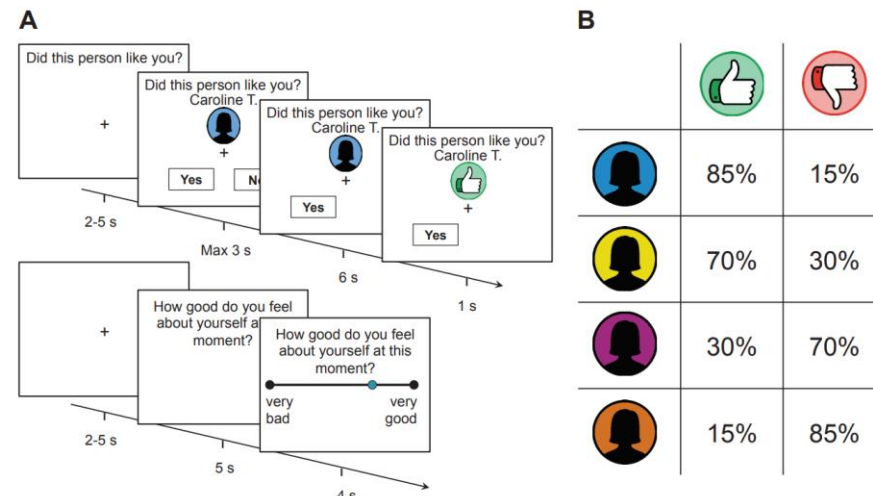 A
Did this person like you?
+
Did this person like you?
Caroline T.
+
Yes
Did this person like you?
Caroline T.
+
Yes
Did this person like you?
Caroline T.
+
Yes
2-5 s
Max 3 s
6 s
1 s
+
How good do you feel
about yourself at
moment?
How good do you feel
about yourself at this
moment?
very
bad
very
good
2-5 s
5 s
4 s
B
85% 15%
70% 30%
30% 70%
15% 85%